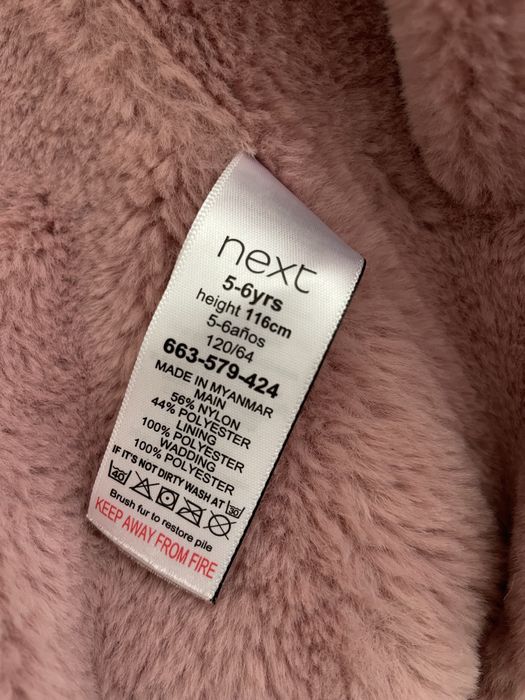 next
5-6yrs
height 116cm
5-6años
120/64
663-579-424
MADE IN MYANMAR
MAIN
56% NYLON
44% POLYESTER
LINING
100% POLYESTER
WADDING
100% POLYESTER
IF IT'S NOT DIRTY WASH AT 30
40
Brush fur to restore pile
KEEP AWAY FROM FIRE